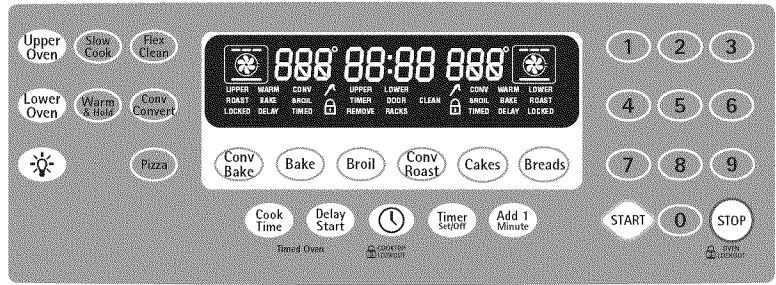 Upper Oven
Slow Cook
Flex Clean
888° 88:88 888°
UPPER WARM CONV UPPER LOWER CONV WARM LOWER
ROAST BAKE BROIL TIMER DOOR CLEAN BROIL BAKE ROAST
LOCKED DELAY TIMED REMOVE RACKS TIMED DELAY LOCKED
1 2 3
Lower Oven
Warm & Hold
Conv Convert
4 5 6
Pizza
Conv Bake
Bake
Broil
Conv Roast
Cakes
Breads
7 8 9
Cook Time
Delay Start
Timer Set/Off
Add 1 Minute
START
0
STOP
Timed Oven
COOKTOP LOCKOUT
OVEN LOCKOUT